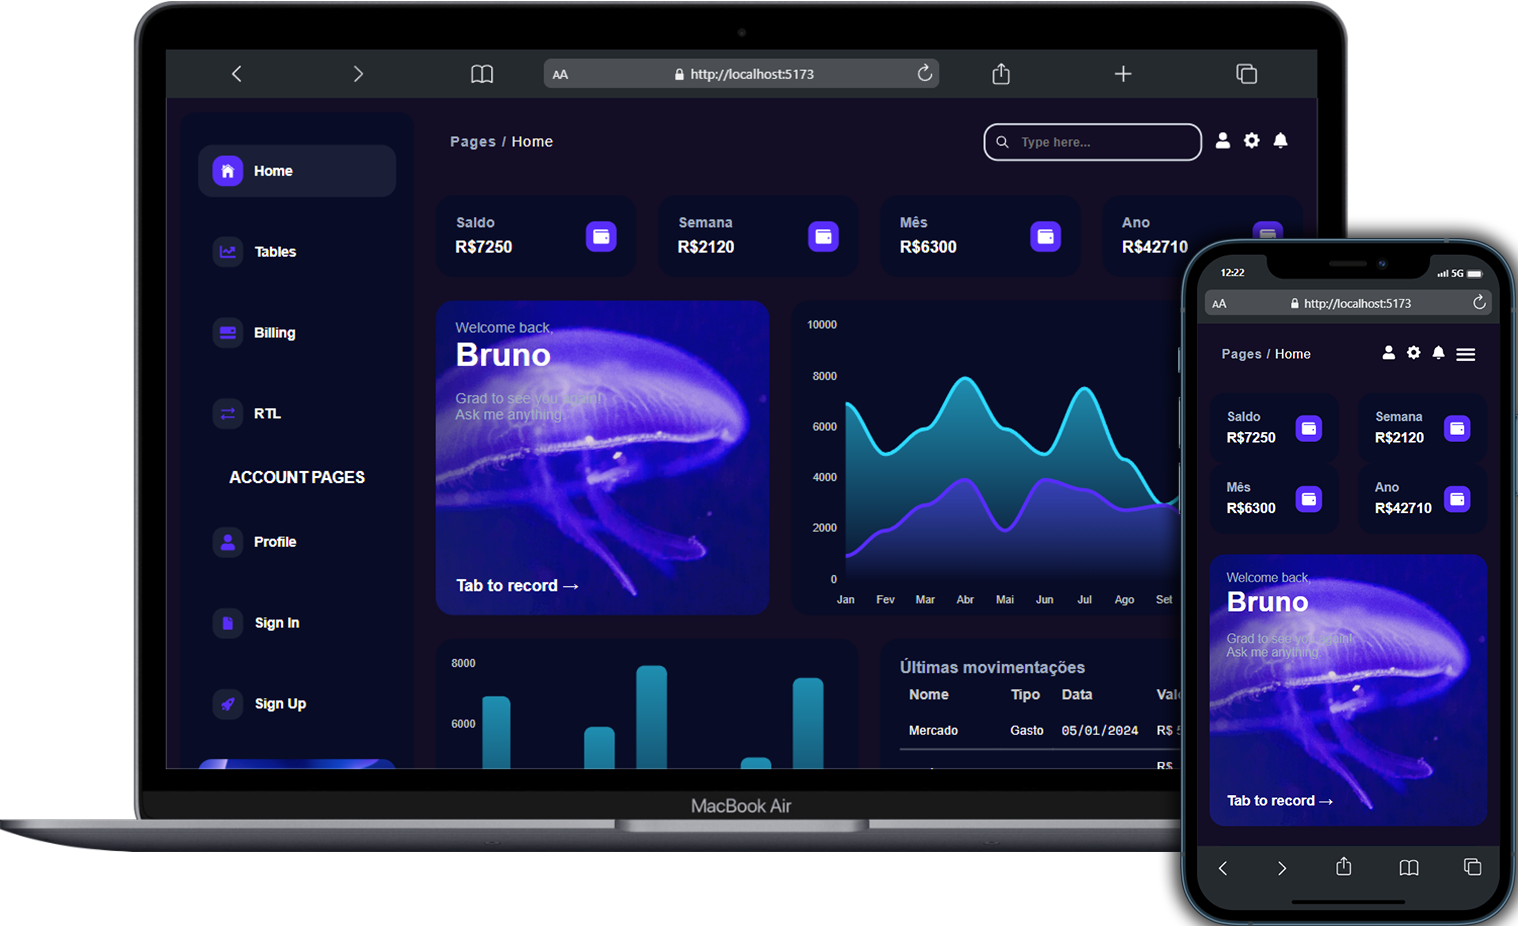 AA
http://localhost:5173
Home
Tables
Billing
RTL
ACCOUNT PAGES
Profile
Sign In
Sign Up
Pages / Home
Type here...
Saldo
R$7250
Semana
R$2120
Mês
R$6300
Ano
R$42710
Welcome back,
Bruno
Grad to see you again!
Ask me anything.
Tab to record →
10000
8000
6000
4000
2000
0
Jan Fev Mar Abr Mai Jun Jul Ago Set
8000
6000
Últimas movimentações
Nome Tipo Data
Mercado Gasto 05/01/2024 R$
R$
MacBook Air
12:22
5G
AA
http://localhost:5173
Pages / Home
Saldo
R$7250
Semana
R$2120
Mês
R$6300
Ano
R$42710
Welcome back,
Bruno
Grad to see you again!
Ask me anything.
Tab to record →